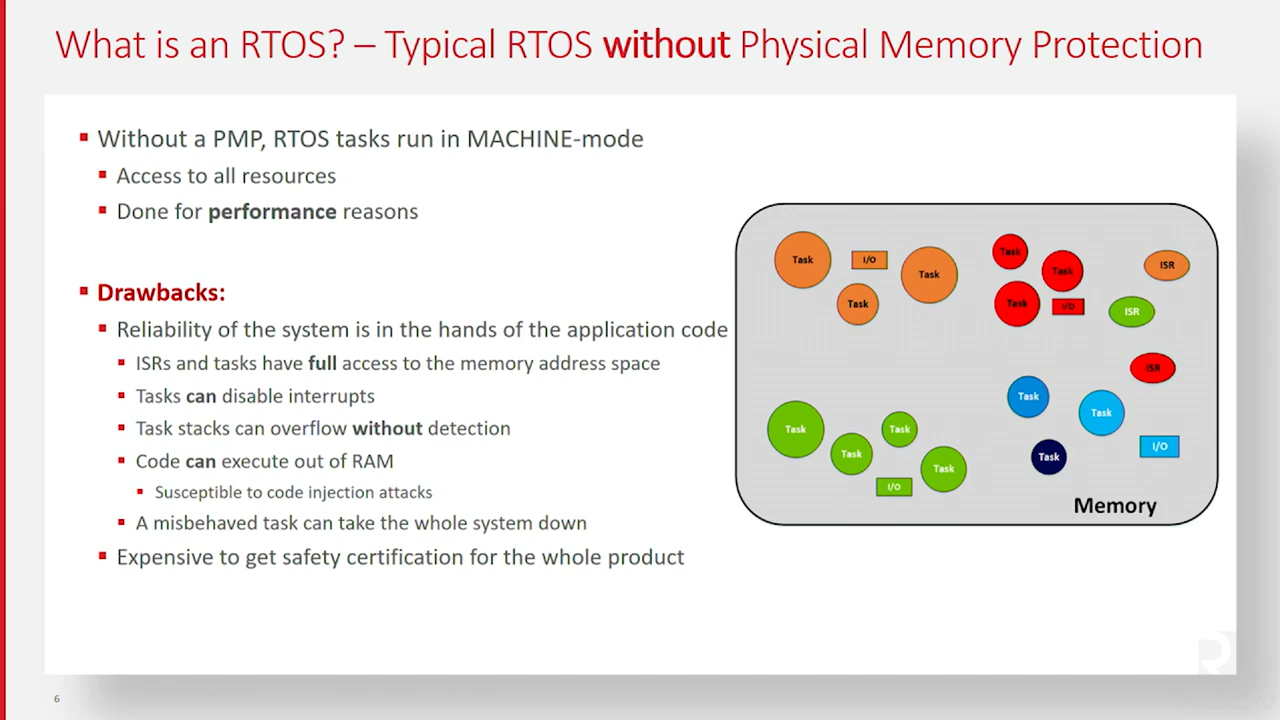 What is an RTOS? – Typical RTOS without Physical Memory Protection
Without a PMP, RTOS tasks run in MACHINE-mode
Access to all resources
Done for performance reasons
Drawbacks:
Reliability of the system is in the hands of the application code
ISRs and tasks have full access to the memory address space
Tasks can disable interrupts
Task stacks can overflow without detection
Code can execute out of RAM
Susceptible to code injection attacks
A misbehaved task can take the whole system down
Expensive to get safety certification for the whole product
Task
I/O
Task
Task
Task
Task
Task
I/O
ISR
ISR
ISR
Task
Task
Task
Task
I/O
Task
Task
Task
I/O
Memory
6